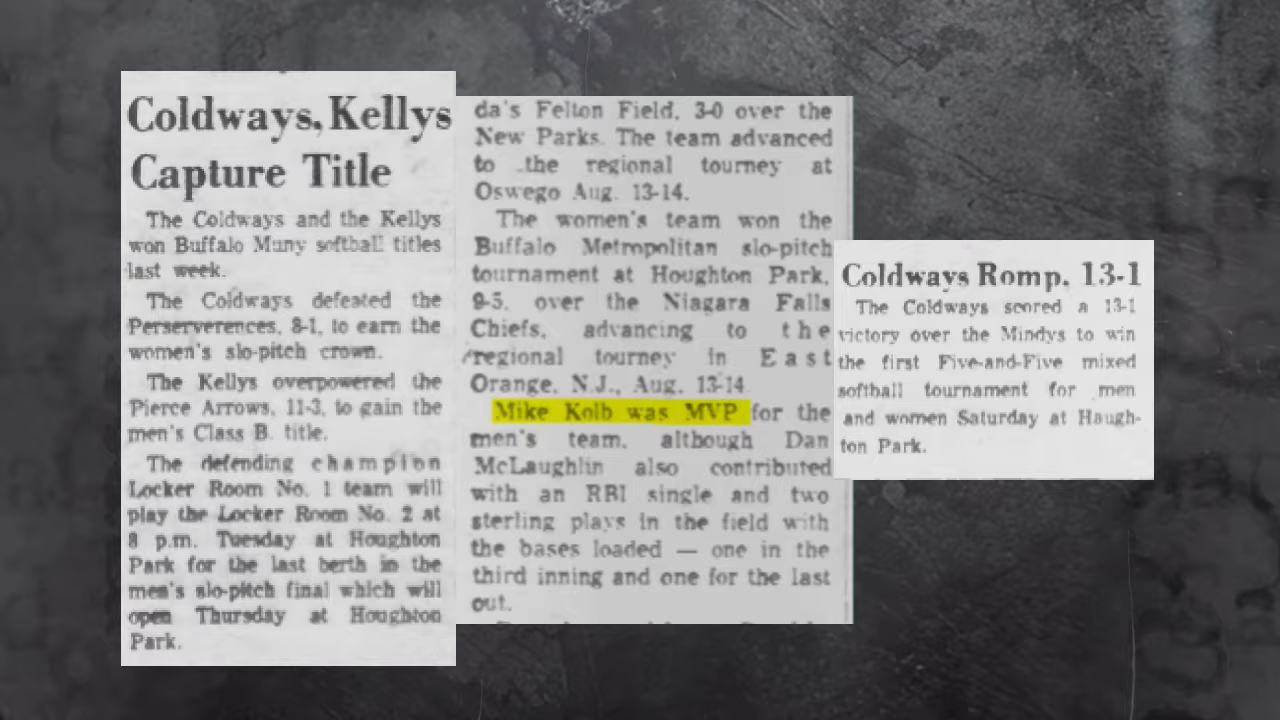 Coldways, Kellys
Capture Title
The Coldways and the Kellys
won Buffalo Muny softball titles
last week.
The Coldways defeated the
Perserverences, 8-1, to earn the
women's slo-pitch crown.
The Kellys overpowered the
Pierce Arrows, 11-3, to gain the
men's Class B. title.
The defending champion
Locker Room No. 1 team will
play the Locker Room No. 2 at
8 p.m. Tuesday at Houghton
Park for the last berth in the
men's slo-pitch final which will
open Thursday at Houghton
Park.
da's Felton Field, 3-0 over the
New Parks. The team advanced
to the regional tourney at
Oswego Aug. 13-14.
The women's team won the
Buffalo Metropolitan slo-pitch
tournament at Houghton Park,
9-5, over the Niagara Falls
Chiefs, advancing to the
regional tourney in East
Orange, N.J., Aug. 13-14
Mike Kolb was MVP for the
men's team, although Dan
McLaughlin also contributed
with an RBI single and two
sterling plays in the field with
the bases loaded — one in the
third inning and one for the last
out.
Coldways Romp, 13-1
The Coldways scored a 13-1
victory over the Mindys to win
the first Five-and-Five mixed
softball tournament for men
and women Saturday at Haugh-
ton Park.